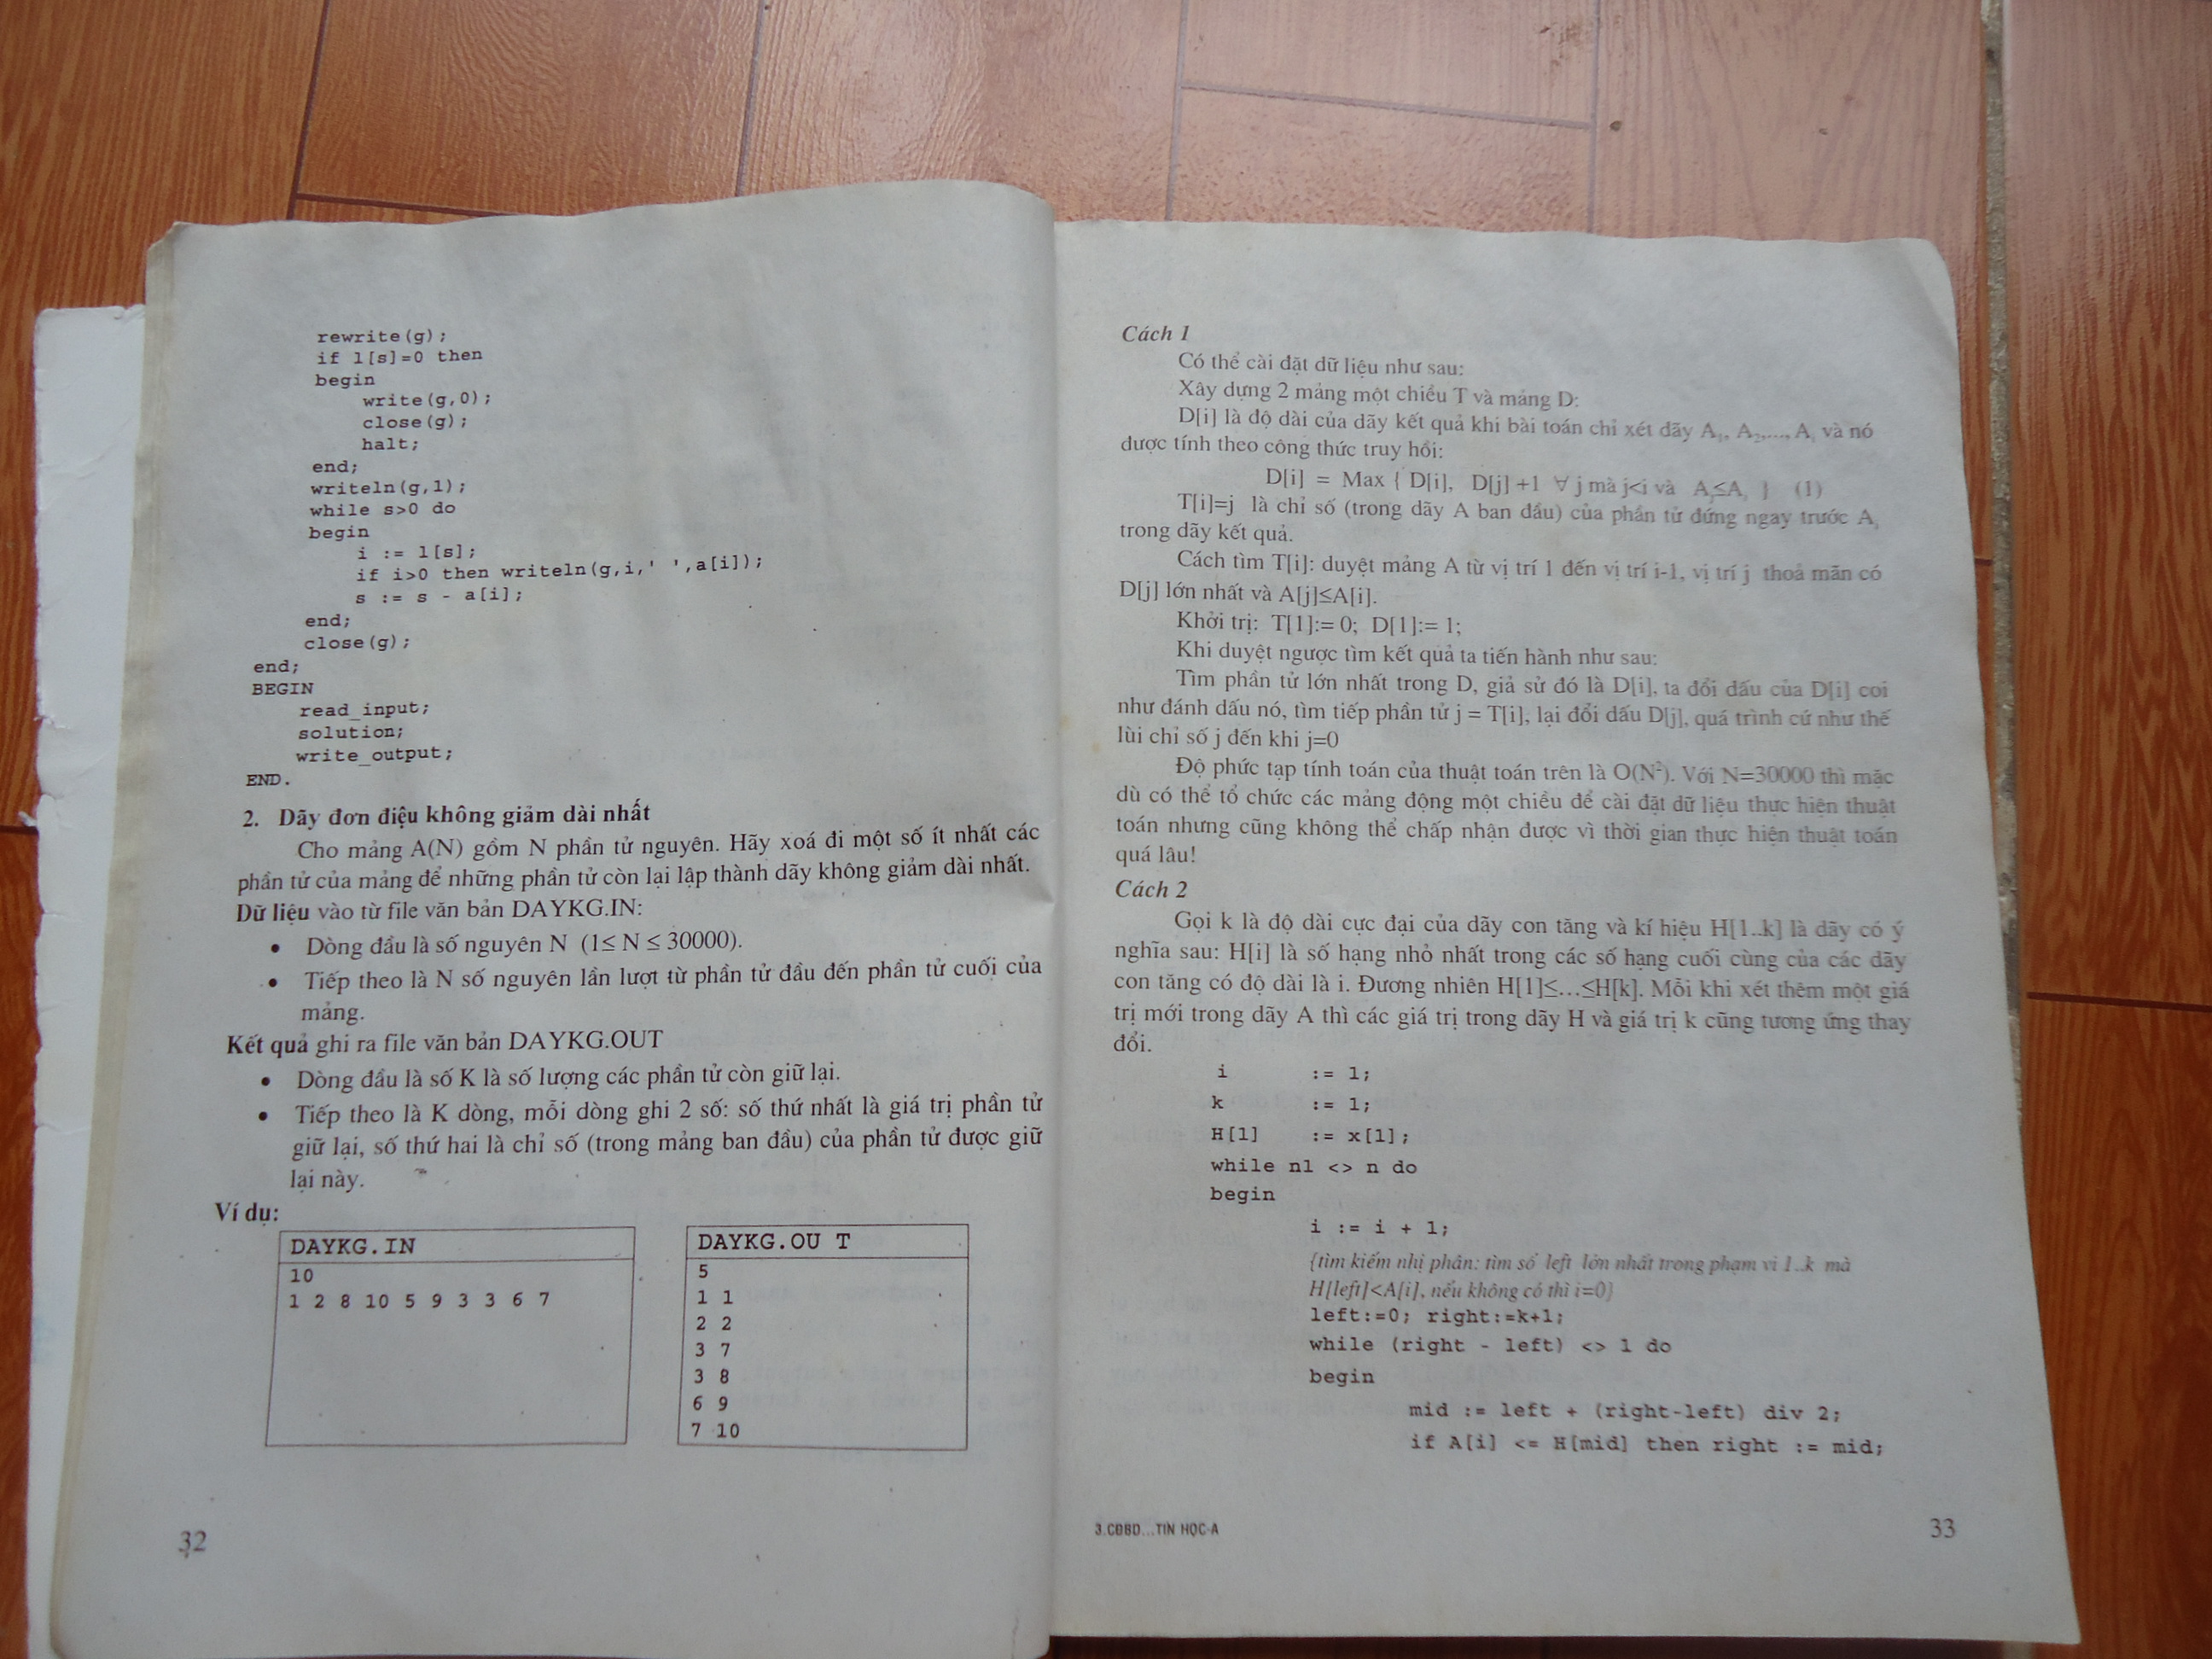 rewrite(g);
if l[s]=0 then
begin
write(g,0);
close(g);
halt;
end;
writeln(g,1);
while s>0 do
begin
i := l[s];
if i>0 then writeln(g,i,' ',a[i]);
s := s - a[i];
end;
close(g);
end;
BEGIN
read_input;
solution;
write_output;
END.
2. Dãy đơn điệu không giảm dài nhất
Cho mảng A(N) gồm N phần tử nguyên. Hãy xoá đi một số ít nhất các
phần tử của mảng để những phần tử còn lại lập thành dãy không giảm dài nhất.
Dữ liệu vào từ file văn bản DAYKG.IN:
• Dòng đầu là số nguyên N (1≤ N ≤ 30000).
• Tiếp theo là N số nguyên lần lượt từ phần tử đầu đến phần tử cuối của
mảng.
Kết quả ghi ra file văn bản DAYKG.OUT
• Dòng đầu là số K là số lượng các phần tử còn giữ lại.
• Tiếp theo là K dòng, mỗi dòng ghi 2 số: số thứ nhất là giá trị phần tử
giữ lại, số thứ hai là chỉ số (trong mảng ban đầu) của phần tử được giữ
lại này.
Ví dụ:
DAYKG.IN
10
1 2 8 10 5 9 3 3 6 7
DAYKG.OU T
5
1 1
2 2
3 7
3 8
6 9
7 10
32
Cách 1
Có thể cài đặt dữ liệu như sau:
Xây dựng 2 mảng một chiều T và mảng D:
D[i] là độ dài của dãy kết quả khi bài toán chỉ xét dãy A₁, A₂,..., Aᵢ và nó
được tính theo công thức truy hồi:
D[i] = Max { D[i], D[j] +1 ∀ j mà j<i và Aⱼ≤Aᵢ } (1)
T[i]=j là chỉ số (trong dãy A ban đầu) của phần tử đứng ngay trước Aᵢ
trong dãy kết quả.
Cách tìm T[i]: duyệt mảng A từ vị trí 1 đến vị trí i-1, vị trí j thoả mãn có
D[j] lớn nhất và A[j]≤A[i].
Khởi trị: T[1]:= 0; D[1]:= 1;
Khi duyệt ngược tìm kết quả ta tiến hành như sau:
Tìm phần tử lớn nhất trong D, giả sử đó là D[i], ta đổi dấu của D[i] coi
như đánh dấu nó, tìm tiếp phần tử j = T[i], lại đổi dấu D[j], quá trình cứ như thế
lùi chỉ số j đến khi j=0
Độ phức tạp tính toán của thuật toán trên là O(N²). Với N=30000 thì mặc
dù có thể tổ chức các mảng động một chiều để cài đặt dữ liệu thực hiện thuật
toán nhưng cũng không thể chấp nhận được vì thời gian thực hiện thuật toán
quá lâu!
Cách 2
Gọi k là độ dài cực đại của dãy con tăng và kí hiệu H[1..k] là dãy có ý
nghĩa sau: H[i] là số hạng nhỏ nhất trong các số hạng cuối cùng của các dãy
con tăng có độ dài là i. Đương nhiên H[1]≤...≤H[k]. Mỗi khi xét thêm một giá
trị mới trong dãy A thì các giá trị trong dãy H và giá trị k cũng tương ứng thay
đổi.
i := 1;
k := 1;
H[1] := x[1];
while n1 <> n do
begin
i := i + 1;
{tìm kiếm nhị phân: tìm số left lớn nhất trong phạm vi 1..k mà
H[left]<A[i], nếu không có thì i=0}
left:=0; right:=k+1;
while (right - left) <> 1 do
begin
mid := left + (right-left) div 2;
if A[i] <= H[mid] then right := mid;
3.CĐBD...TIN HỌC-A
33